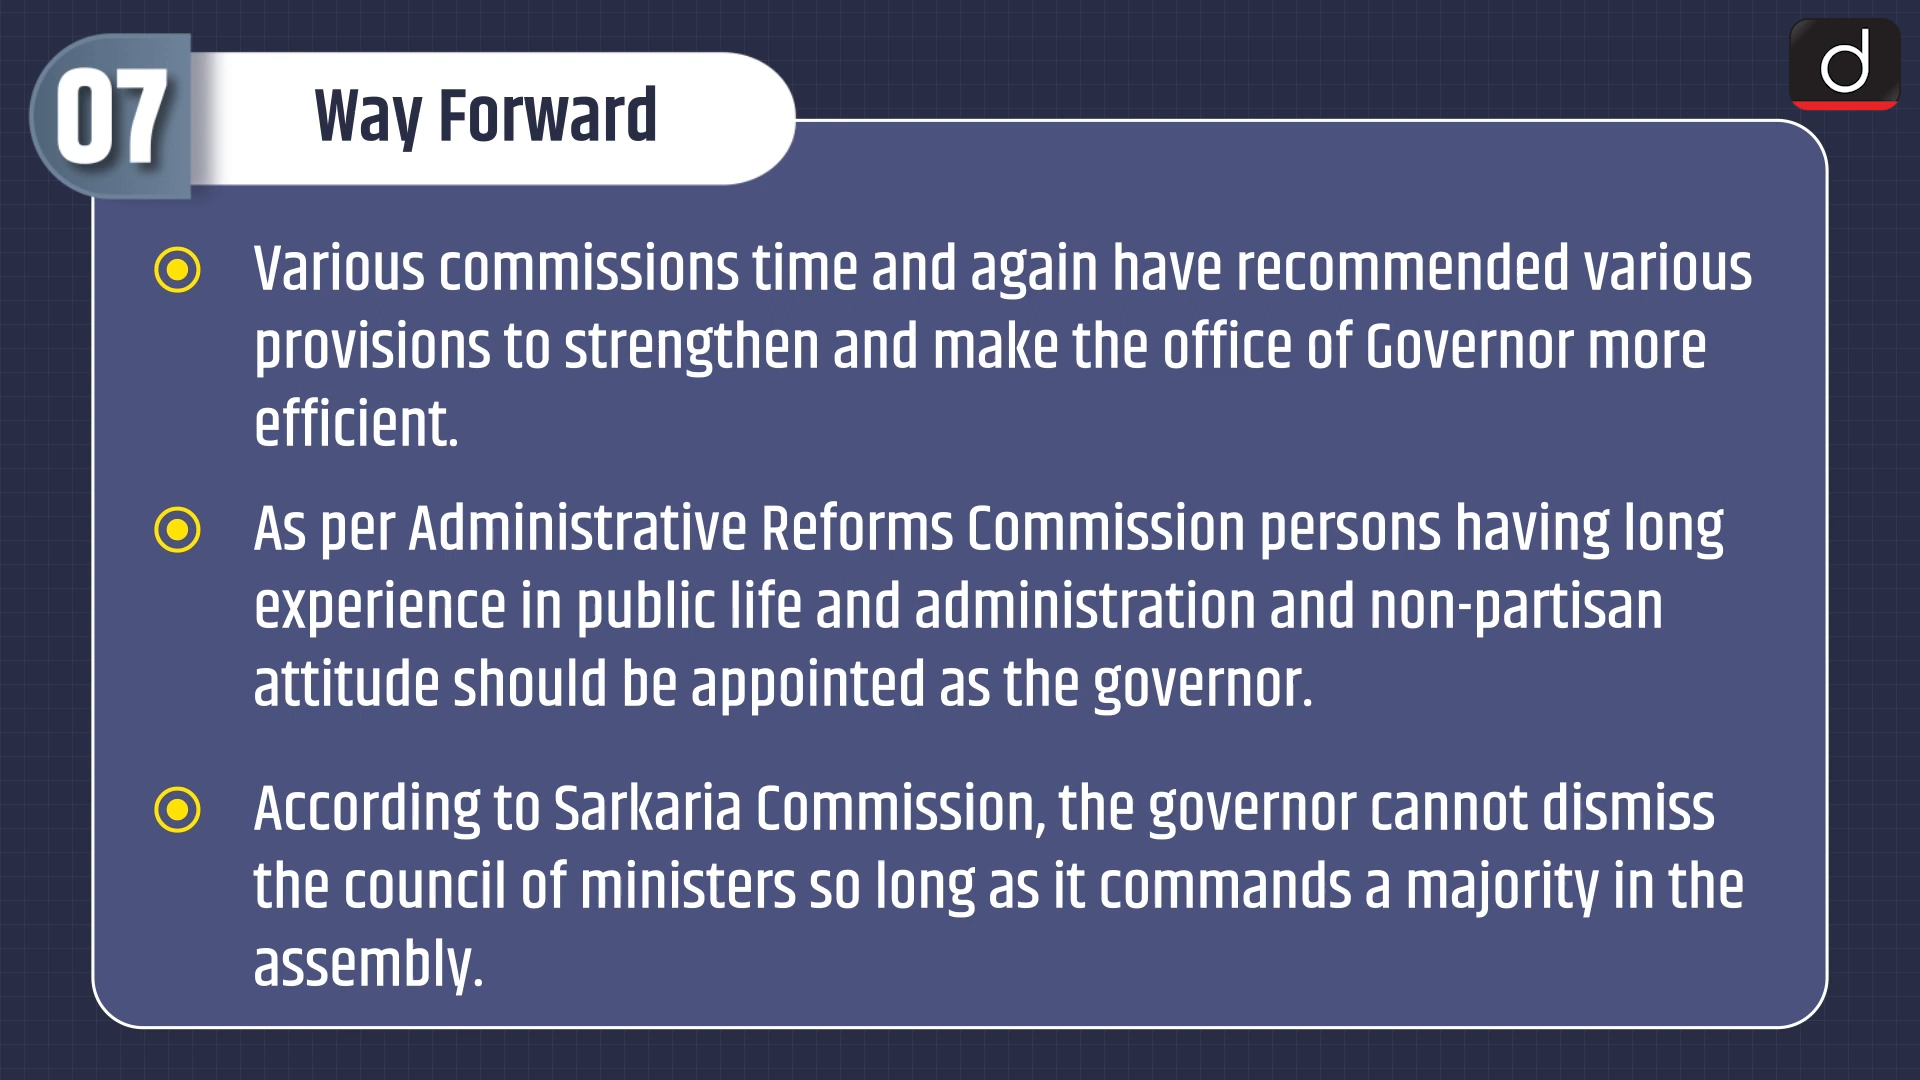 07
Way Forward
d
Various commissions time and again have recommended various
provisions to strengthen and make the office of Governor more
efficient.
As per Administrative Reforms Commission persons having long
experience in public life and administration and non-partisan
attitude should be appointed as the governor.
According to Sarkaria Commission, the governor cannot dismiss
the council of ministers so long as it commands a majority in the
assembly.